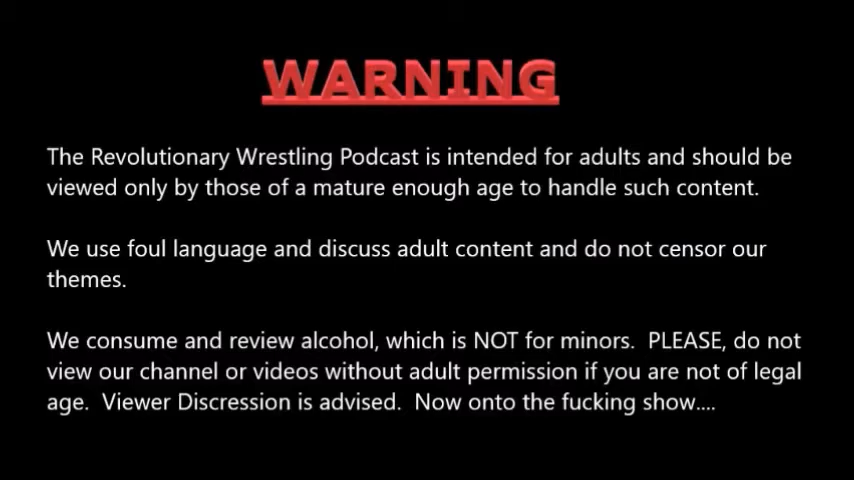 WARNING
The Revolutionary Wrestling Podcast is intended for adults and should be
viewed only by those of a mature enough age to handle such content.
We use foul language and discuss adult content and do not censor our
themes.
We consume and review alcohol, which is NOT for minors.  PLEASE, do not
view our channel or videos without adult permission if you are not of legal
age.  Viewer Discression is advised.  Now onto the fucking show....